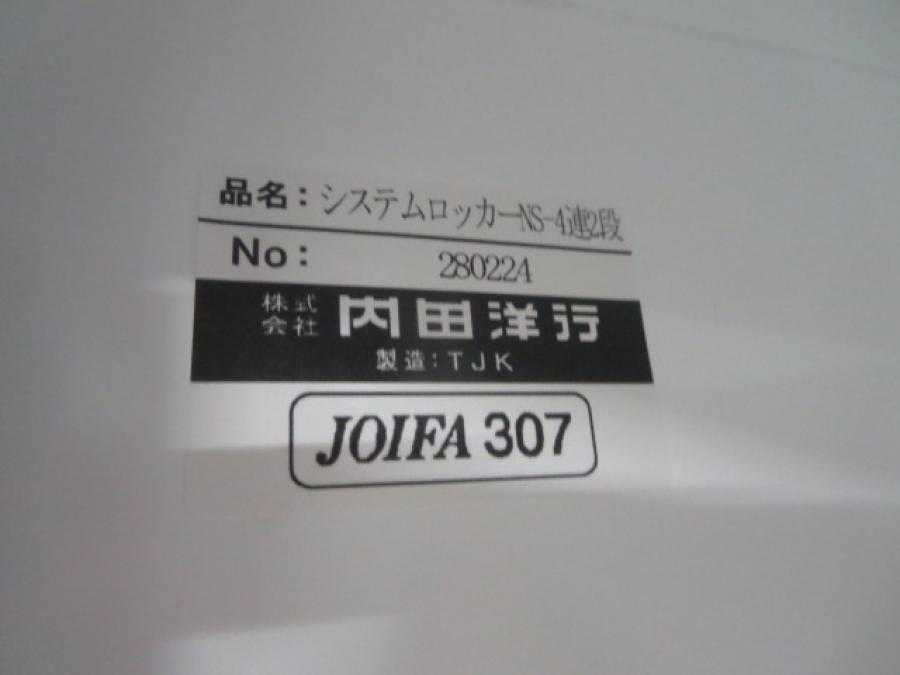 品名：システムロッカーNS-4連2段
No： 280224
株式会社 内田洋行
製造：TJK
JOIFA 307